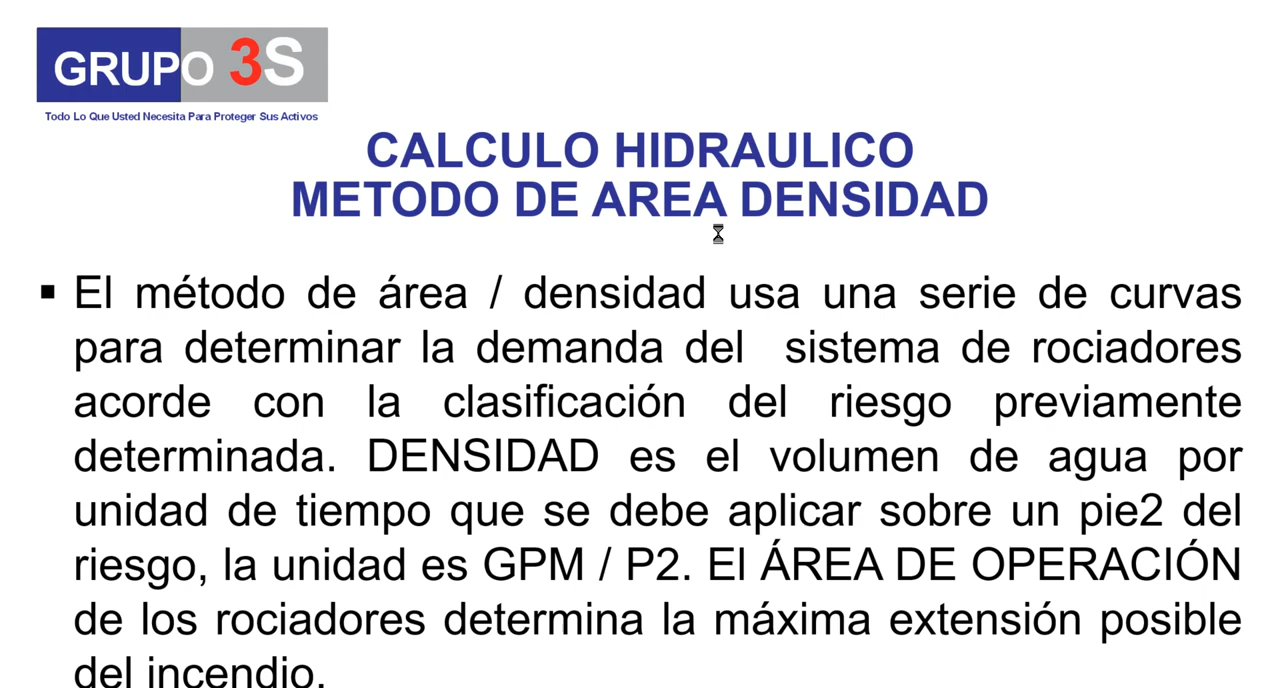 GRUPO 3S
Todo Lo Que Usted Necesita Para Proteger Sus Activos
CALCULO HIDRAULICO
METODO DE AREA DENSIDAD
▪ El método de área / densidad usa una serie de curvas
para determinar la demanda del sistema de rociadores
acorde con la clasificación del riesgo previamente
determinada. DENSIDAD es el volumen de agua por
unidad de tiempo que se debe aplicar sobre un pie2 del
riesgo, la unidad es GPM / P2. El ÁREA DE OPERACIÓN
de los rociadores determina la máxima extensión posible
del incendio.